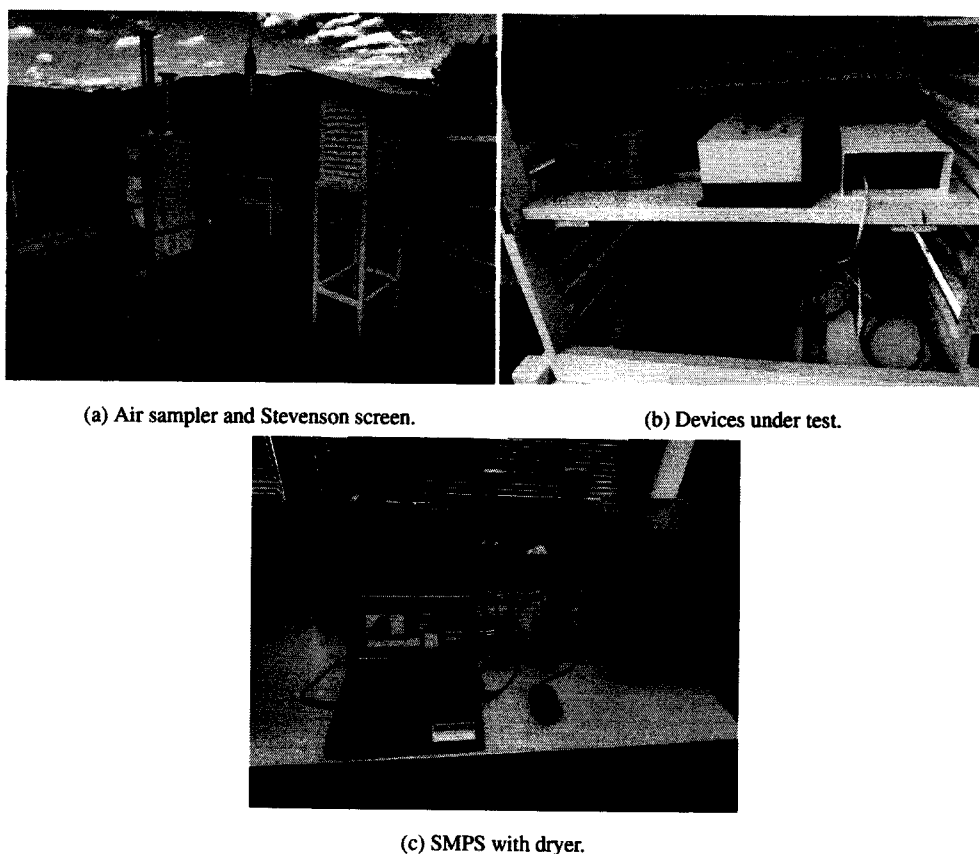 (a) Air sampler and Stevenson screen.
(b) Devices under test.
(c) SMPS with dryer.